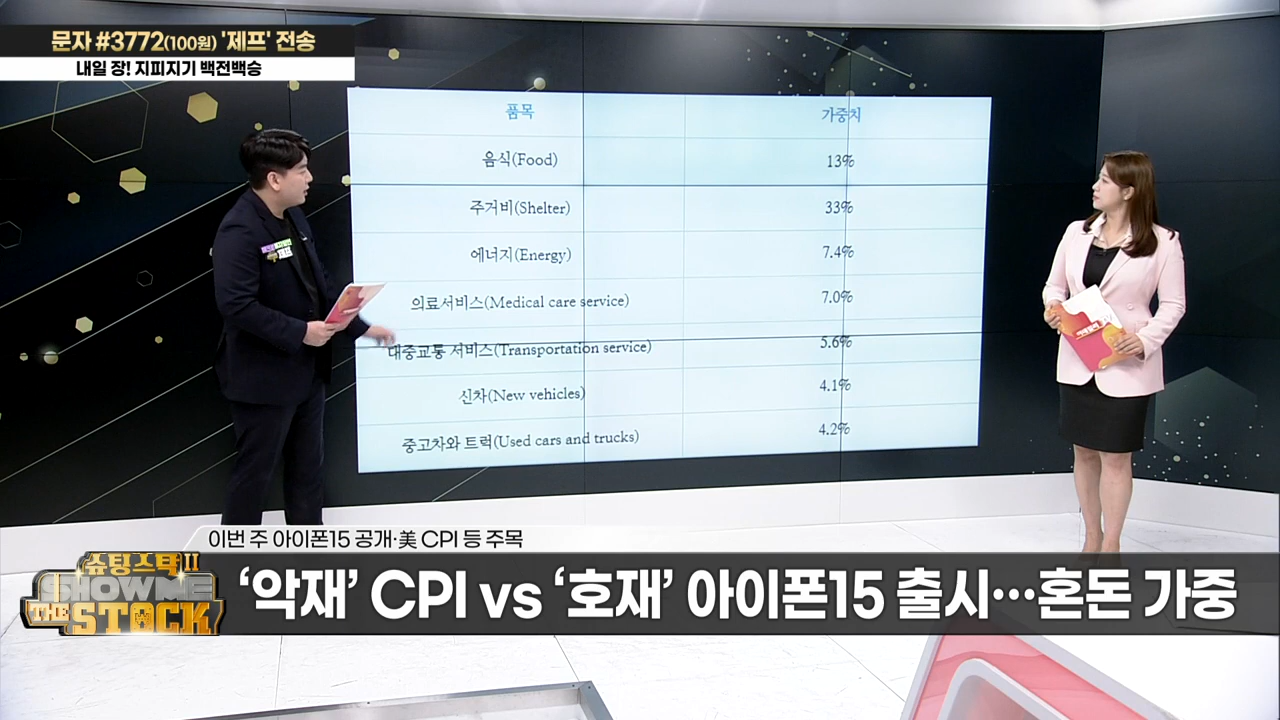 문자 #3772(100원) '제프' 전송
내일 장! 지피지기 백전백승
품목 가중치
음식(Food) 13%
주거비(Shelter) 33%
에너지(Energy) 7.4%
의료서비스(Medical care service) 7.0%
대중교통 서비스(Transportation service) 5.6%
신차(New vehicles) 4.1%
중고차와 트럭(Used cars and trucks) 4.2%
제프
이번 주 아이폰15 공개·美 CPI 등 주목
슈팅스탁 II
SHOW ME
THE STOCK
‘악재’ CPI vs ‘호재’ 아이폰15 출시…혼돈 가중